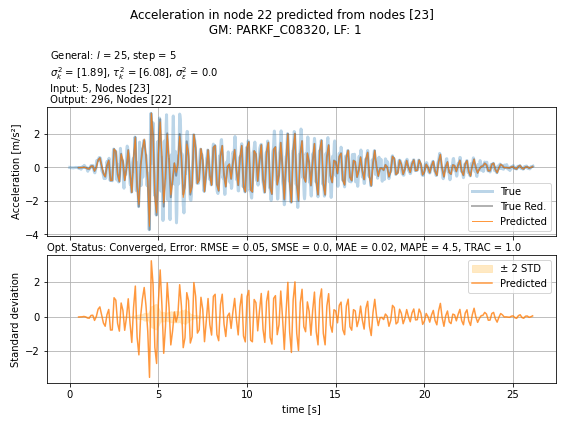 Acceleration in node 22 predicted from nodes [23]
GM: PARKF_C08320, LF: 1
General: l = 25, step = 5
σ²ₖ = [1.89], τ²ₖ = [6.08], σ²ε = 0.0
Input: 5, Nodes [23]
Output: 296, Nodes [22]
Acceleration [m/s²]
2
0
−2
−4
True
True Red.
Predicted
Opt. Status: Converged, Error: RMSE = 0.05, SMSE = 0.0, MAE = 0.02, MAPE = 4.5, TRAC = 1.0
Standard deviation
2
0
−2
± 2 STD
Predicted
0 5 10 15 20 25
time [s]